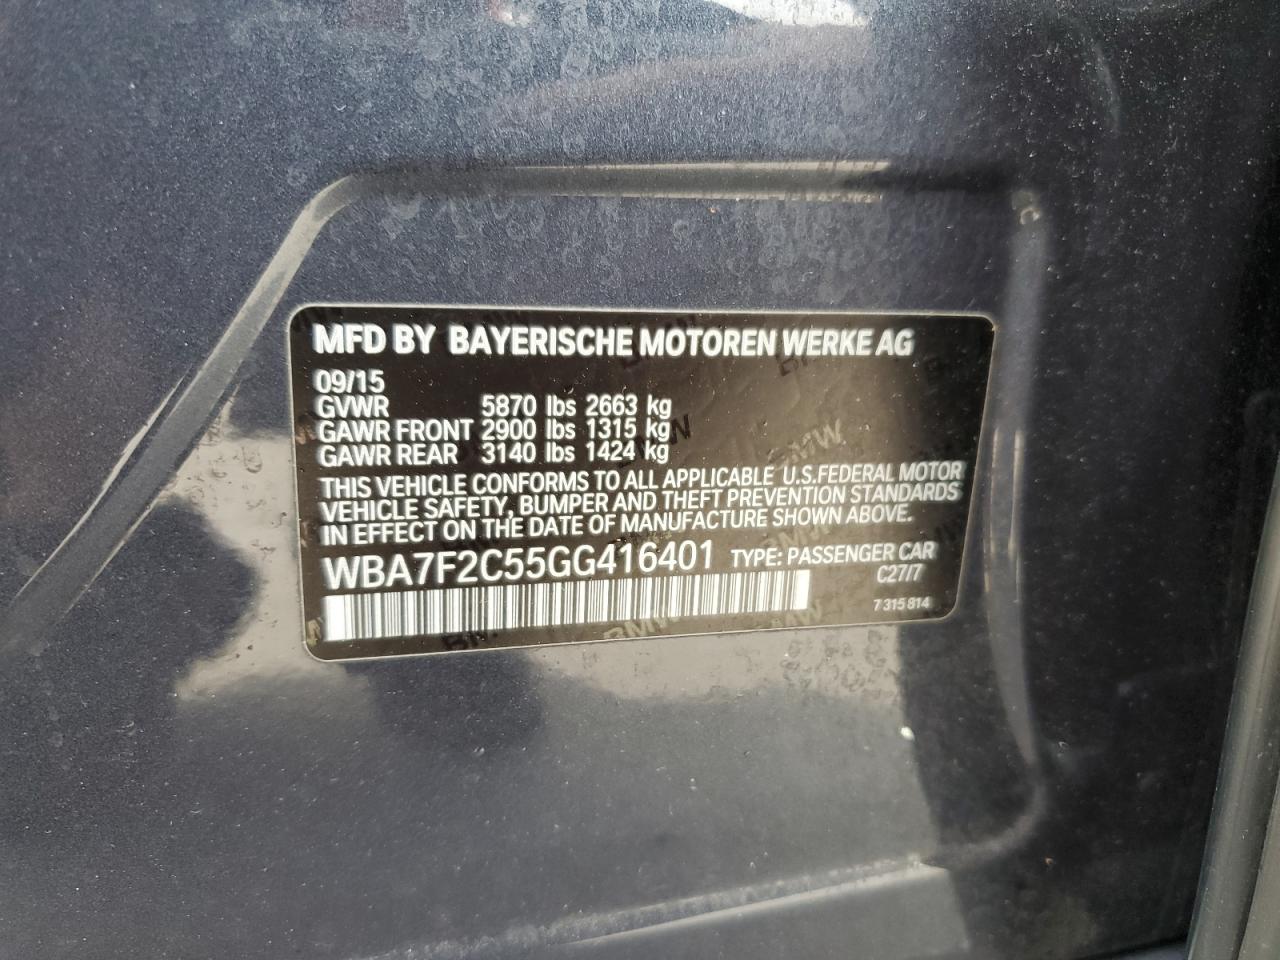 MFD BY BAYERISCHE MOTOREN WERKE AG
09/15
GVWR 5870 lbs 2663 kg
GAWR FRONT 2900 lbs 1315 kg
GAWR REAR 3140 lbs 1424 kg
THIS VEHICLE CONFORMS TO ALL APPLICABLE U.S.FEDERAL MOTOR
VEHICLE SAFETY, BUMPER AND THEFT PREVENTION STANDARDS
IN EFFECT ON THE DATE OF MANUFACTURE SHOWN ABOVE.
WBA7F2C55GG416401 TYPE: PASSENGER CAR
C27/7
7 315 814